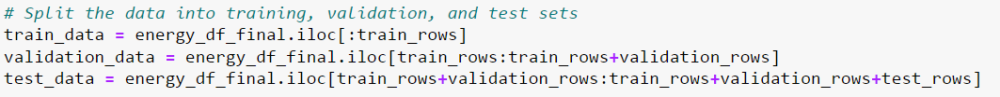 # Split the data into training, validation, and test sets
train_data = energy_df_final.iloc[:train_rows]
validation_data = energy_df_final.iloc[train_rows:train_rows+validation_rows]
test_data = energy_df_final.iloc[train_rows+validation_rows:train_rows+validation_rows+test_rows]